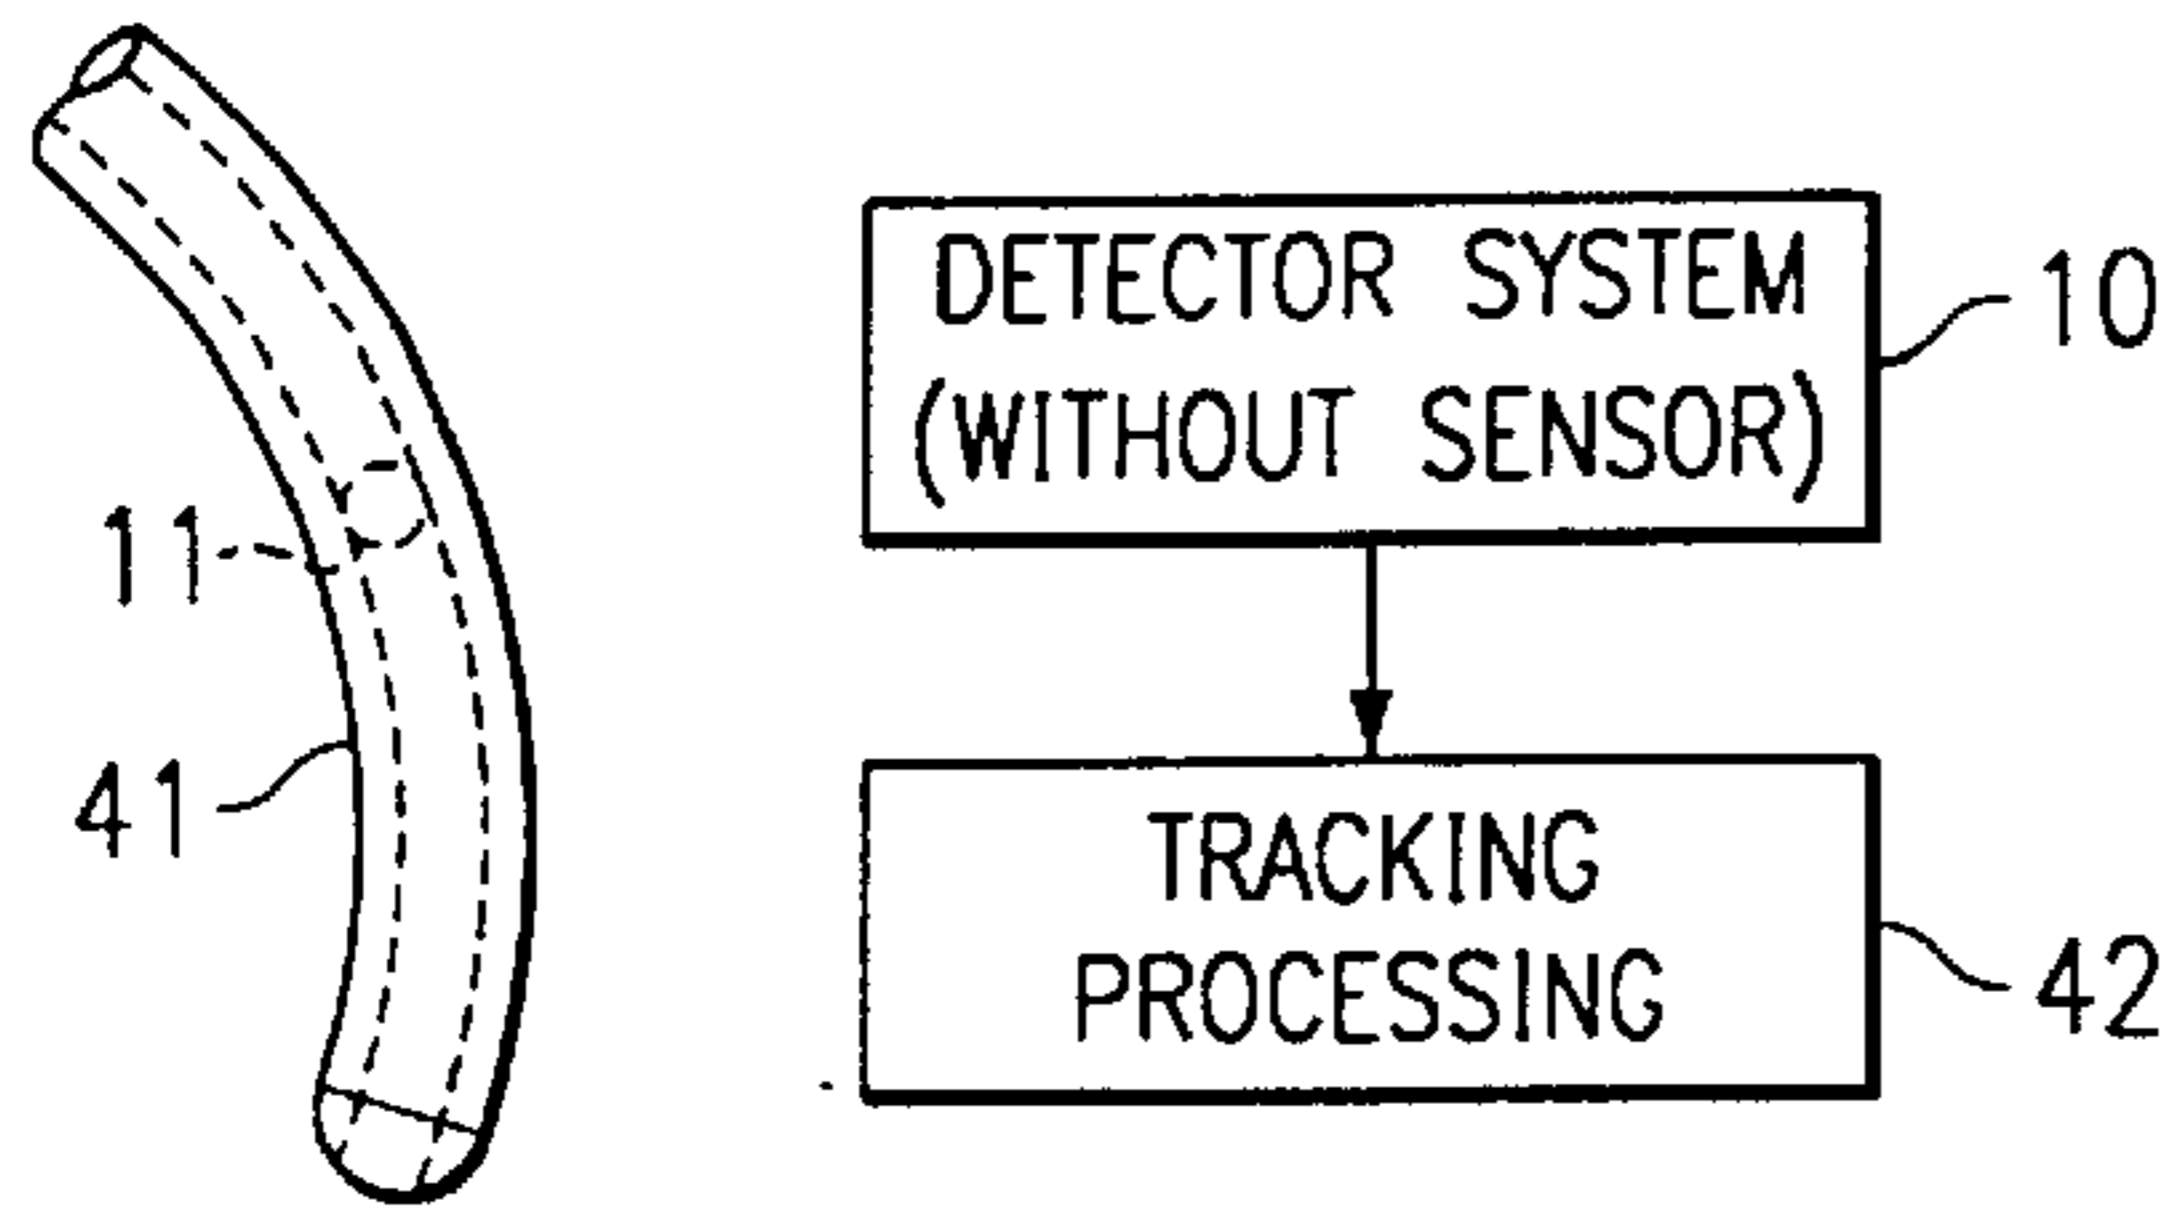 DETECTOR SYSTEM
(WITHOUT SENSOR)
10
11
41
TRACKING
PROCESSING
42